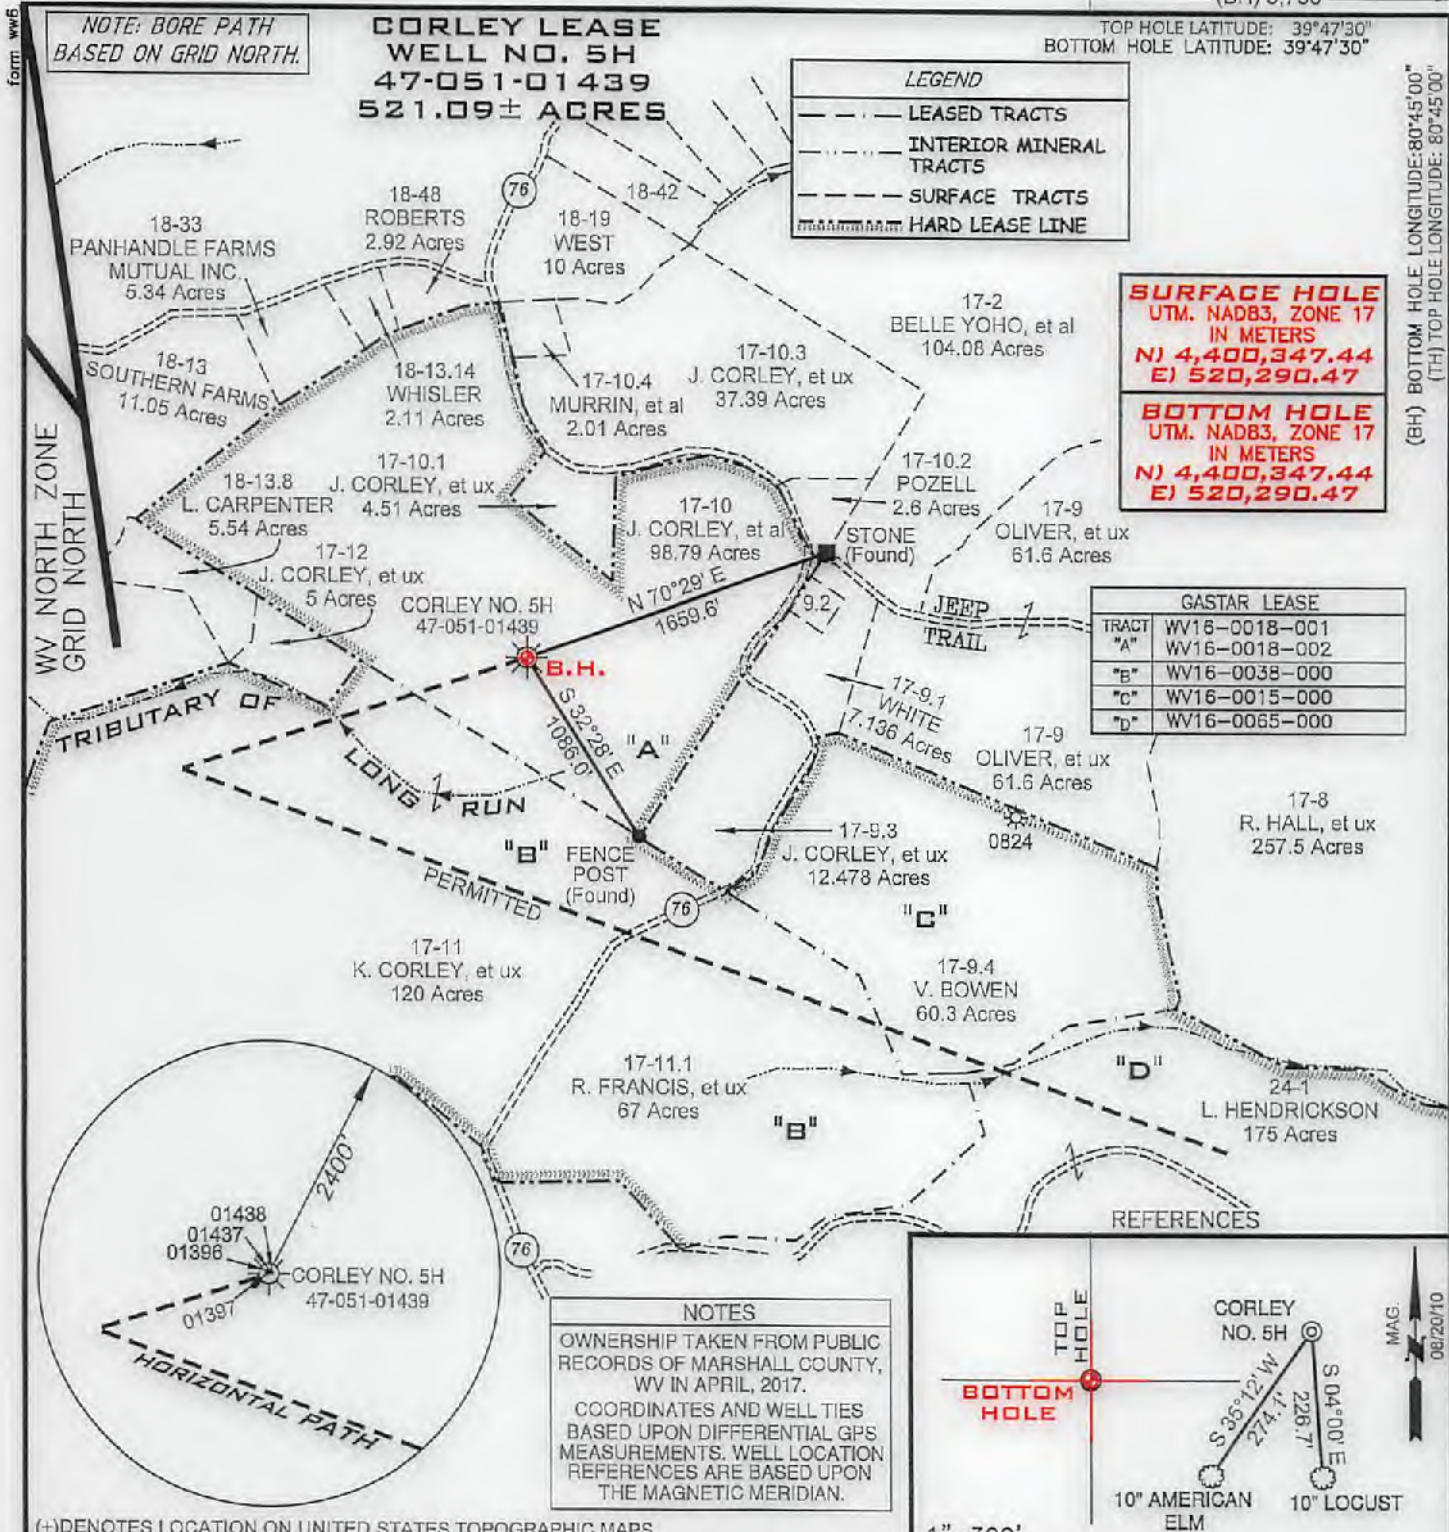 form ww6
NOTE: BORE PATH
BASED ON GRID NORTH.
CORLEY LEASE
WELL NO. 5H
47-051-01439
521.09± ACRES
TOP HOLE LATITUDE: 39°47'30"
BOTTOM HOLE LATITUDE: 39°47'30"
(BH) BOTTOM HOLE LONGITUDE:80°45'00"
(TH) TOP HOLE LONGITUDE: 80°45'00"
LEGEND
LEASED TRACTS
INTERIOR MINERAL
TRACTS
SURFACE TRACTS
HARD LEASE LINE
SURFACE HOLE
UTM. NAD83, ZONE 17
IN METERS
N) 4,400,347.44
E) 520,290.47
BOTTOM HOLE
UTM. NAD83, ZONE 17
IN METERS
N) 4,400,347.44
E) 520,290.47
18-33
PANHANDLE FARMS
MUTUAL INC.
5.34 Acres
18-48
ROBERTS
2.92 Acres
76
18-19
WEST
10 Acres
18-42
17-2
BELLE YOHO, et al
104.08 Acres
18-13
SOUTHERN FARMS
11.05 Acres
18-13.14
WHISLER
2.11 Acres
17-10.4
MURRIN, et al
2.01 Acres
17-10.3
J. CORLEY, et ux
37.39 Acres
WV NORTH ZONE
GRID NORTH
18-13.8
L. CARPENTER
5.54 Acres
17-10.1
J. CORLEY, et ux
4.51 Acres
17-10
J. CORLEY, et al
98.79 Acres
17-10.2
POZELL
2.6 Acres
STONE
(Found)
17-9
OLIVER, et ux
61.6 Acres
17-12
J. CORLEY, et ux
5 Acres
CORLEY NO. 5H
47-051-01439
B.H.
N 70°29' E
1659.6'
9.2
JEEP
TRAIL
GASTAR LEASE
TRACT "A" WV16-0018-001
WV16-0018-002
"B" WV16-0038-000
"C" WV16-0015-000
"D" WV16-0065-000
TRIBUTARY OF
LONG RUN
S 32°28' E
1086.0'
"A"
17-9.1
WHITE
7.136 Acres
17-9
OLIVER, et ux
61.6 Acres
0824
17-8
R. HALL, et ux
257.5 Acres
"B"
FENCE
POST
(Found)
PERMITTED
17-9.3
J. CORLEY, et ux
12.478 Acres
76
"C"
17-11
K. CORLEY, et ux
120 Acres
17-9.4
V. BOWEN
60.3 Acres
17-11.1
R. FRANCIS, et ux
67 Acres
"B"
"D"
24-1
L. HENDRICKSON
175 Acres
2400'
01438
01437
01396
CORLEY NO. 5H
47-051-01439
01397
HORIZONTAL PATH
76
NOTES
OWNERSHIP TAKEN FROM PUBLIC
RECORDS OF MARSHALL COUNTY,
WV IN APRIL, 2017.
COORDINATES AND WELL TIES
BASED UPON DIFFERENTIAL GPS
MEASUREMENTS. WELL LOCATION
REFERENCES ARE BASED UPON
THE MAGNETIC MERIDIAN.
REFERENCES
TOP
HOLE
BOTTOM
HOLE
CORLEY
NO. 5H
S 35°12' W
274.1'
S 04°00' E
226.7'
10" AMERICAN
ELM
10" LOCUST
MAG.
08/20/10
(+)DENOTES LOCATION ON UNITED STATES TOPOGRAPHIC MAPS